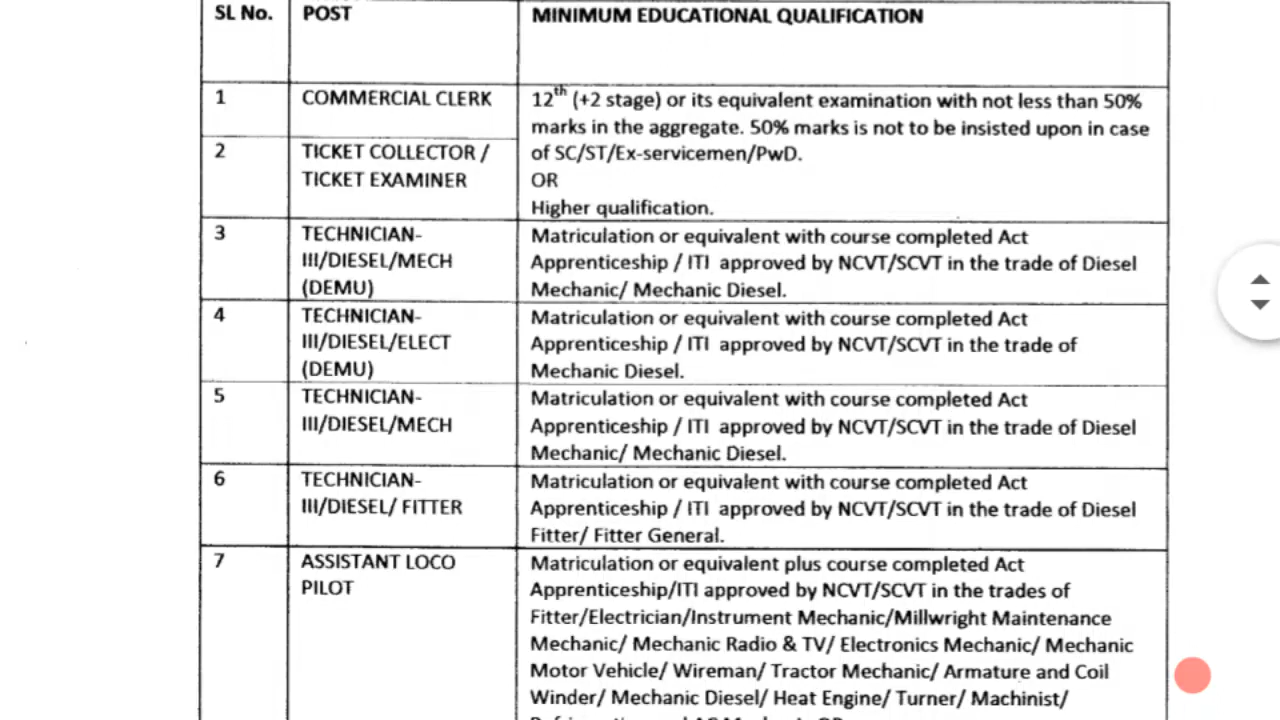 SL No.
POST
MINIMUM EDUCATIONAL QUALIFICATION
1
COMMERCIAL CLERK
12th (+2 stage) or its equivalent examination with not less than 50%
marks in the aggregate. 50% marks is not to be insisted upon in case
of SC/ST/Ex-servicemen/PwD.
OR
Higher qualification.
2
TICKET COLLECTOR /
TICKET EXAMINER
3
TECHNICIAN-
III/DIESEL/MECH
(DEMU)
Matriculation or equivalent with course completed Act
Apprenticeship / ITI approved by NCVT/SCVT in the trade of Diesel
Mechanic/ Mechanic Diesel.
4
TECHNICIAN-
III/DIESEL/ELECT
(DEMU)
Matriculation or equivalent with course completed Act
Apprenticeship / ITI approved by NCVT/SCVT in the trade of
Mechanic Diesel.
5
TECHNICIAN-
III/DIESEL/MECH
Matriculation or equivalent with course completed Act
Apprenticeship / ITI approved by NCVT/SCVT in the trade of Diesel
Mechanic/ Mechanic Diesel.
6
TECHNICIAN-
III/DIESEL/ FITTER
Matriculation or equivalent with course completed Act
Apprenticeship / ITI approved by NCVT/SCVT in the trade of Diesel
Fitter/ Fitter General.
7
ASSISTANT LOCO
PILOT
Matriculation or equivalent plus course completed Act
Apprenticeship/ITI approved by NCVT/SCVT in the trades of
Fitter/Electrician/Instrument Mechanic/Millwright Maintenance
Mechanic/ Mechanic Radio & TV/ Electronics Mechanic/ Mechanic
Motor Vehicle/ Wireman/ Tractor Mechanic/ Armature and Coil
Winder/ Mechanic Diesel/ Heat Engine/ Turner/ Machinist/